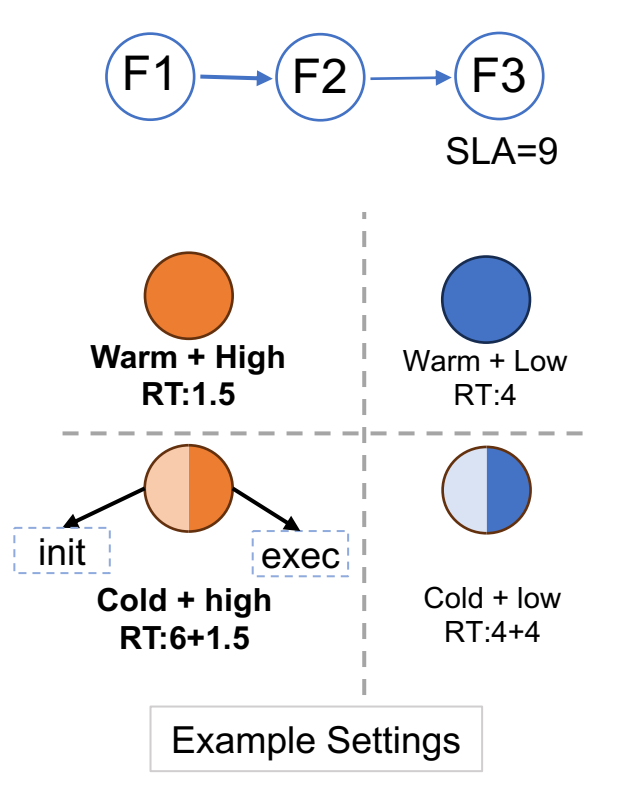 F1
F2
F3
SLA=9
Warm + High
RT:1.5
Warm + Low
RT:4
init
exec
Cold + high
RT:6+1.5
Cold + low
RT:4+4
Example Settings